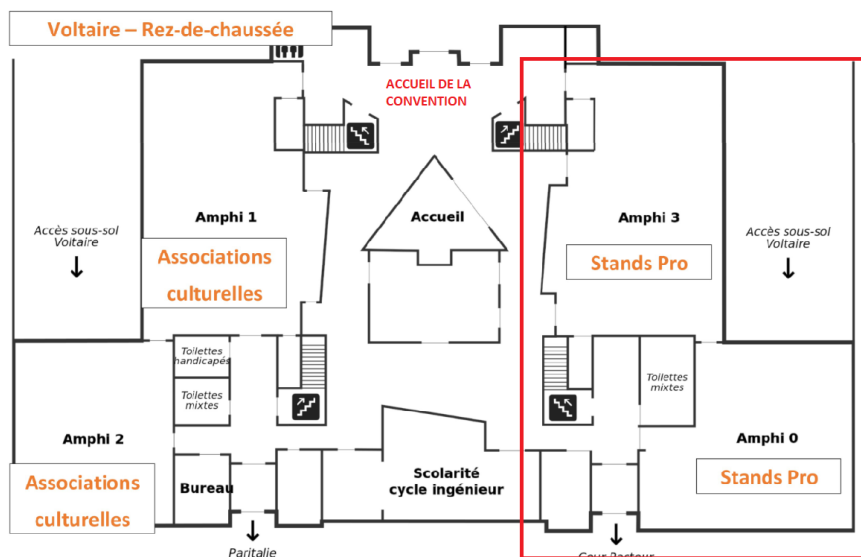 Voltaire – Rez-de-chaussée
ACCUEIL DE LA
CONVENTION
Amphi 1
Accueil
Amphi 3
Accès sous-sol
Voltaire
Associations
culturelles
Stands Pro
Accès sous-sol
Voltaire
Toilettes
handicapés
Toilettes
mixtes
Toilettes
mixtes
Amphi 2
Amphi 0
Associations
culturelles
Bureau
Scolarité
cycle ingénieur
Stands Pro
Paritalie
Cour Pasteur